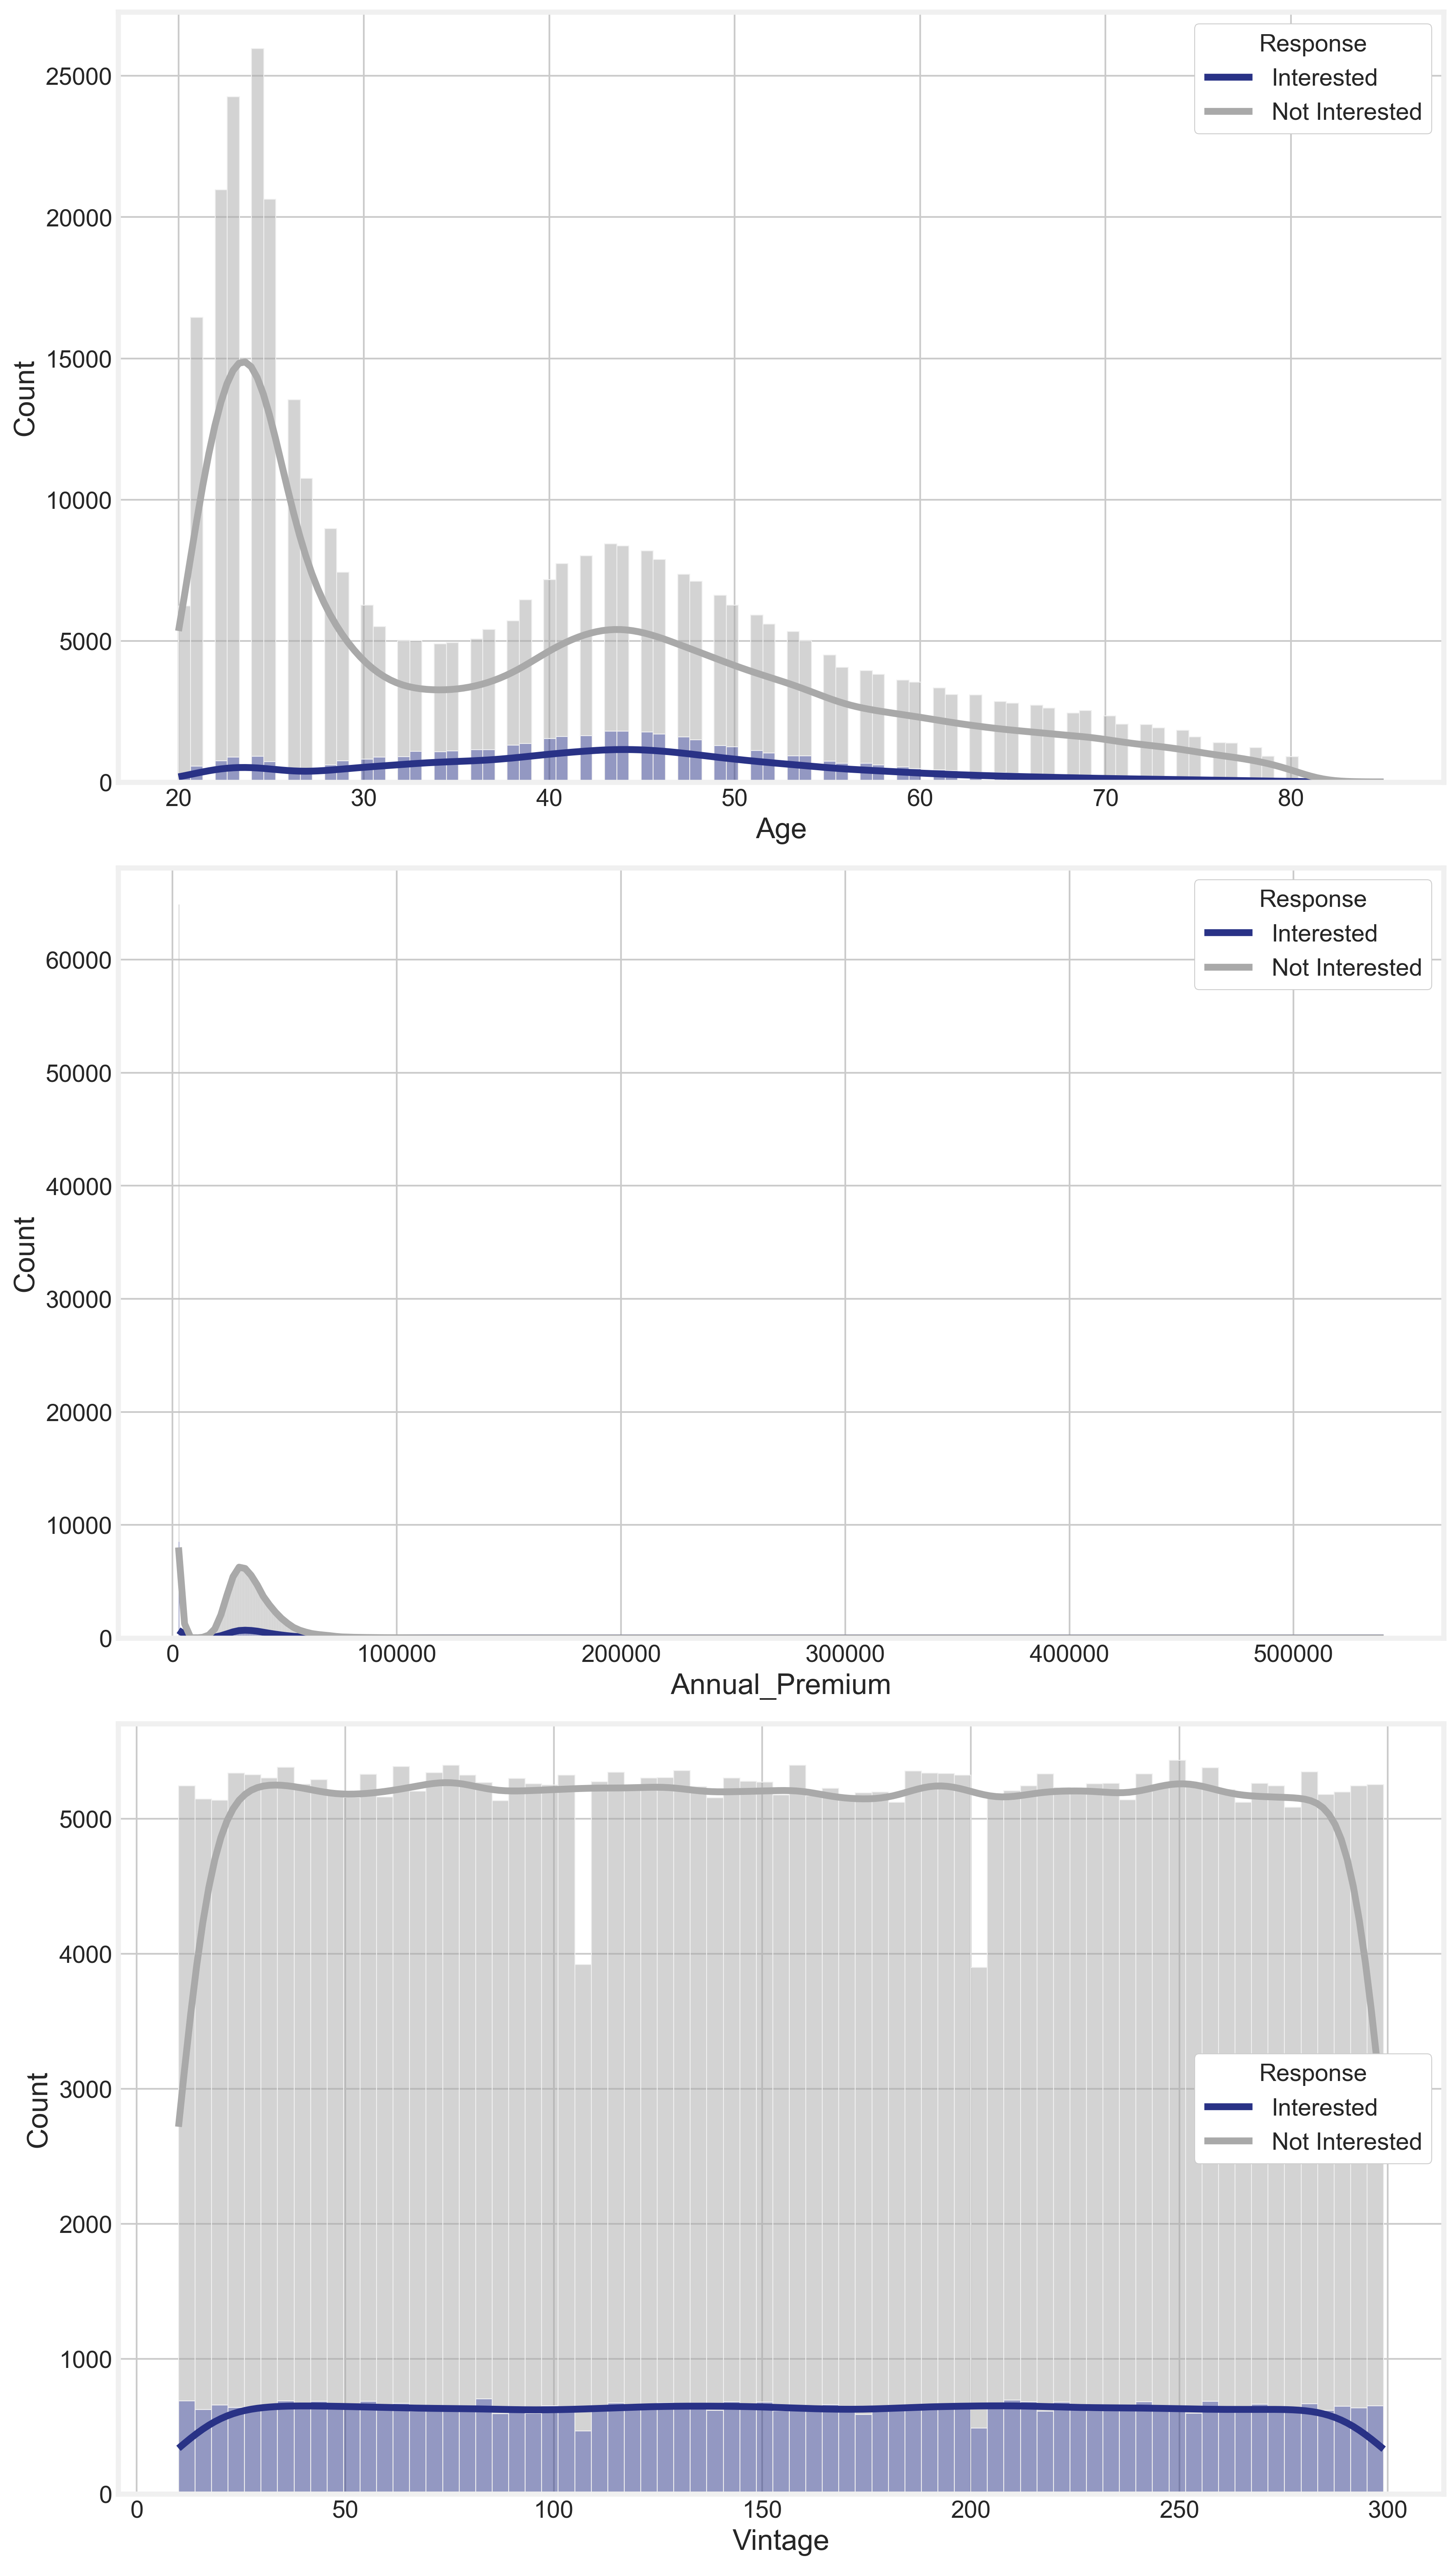 Response
Interested
Not Interested
25000
20000
15000
10000
5000
0
Count
20 30 40 50 60 70 80
Age
Response
Interested
Not Interested
60000
50000
40000
30000
20000
10000
0
Count
0 100000 200000 300000 400000 500000
Annual_Premium
5000
4000
3000
2000
1000
0
Count
Response
Interested
Not Interested
0 50 100 150 200 250 300
Vintage